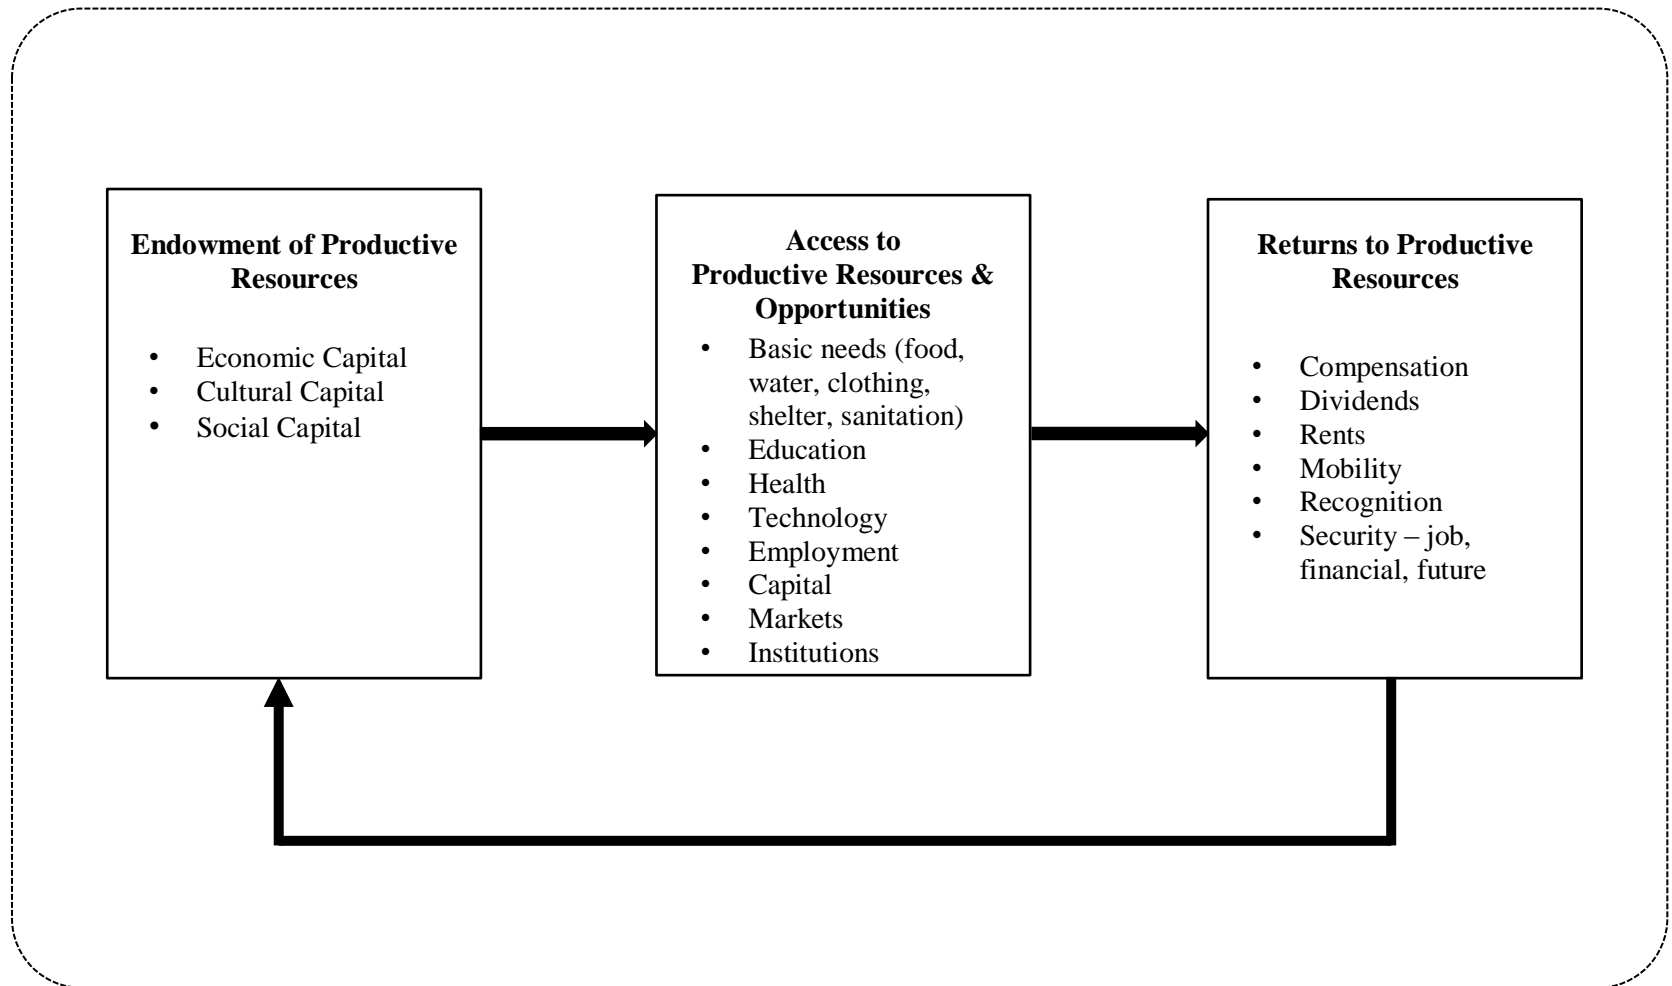 Endowment of Productive
Resources
• Economic Capital
• Cultural Capital
• Social Capital
Access to
Productive Resources &
Opportunities
• Basic needs (food,
water, clothing,
shelter, sanitation)
• Education
• Health
• Technology
• Employment
• Capital
• Markets
• Institutions
Returns to Productive
Resources
• Compensation
• Dividends
• Rents
• Mobility
• Recognition
• Security – job,
financial, future